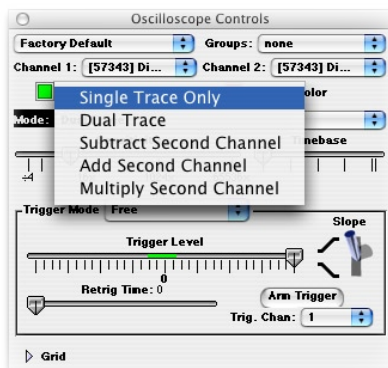 Oscilloscope Controls
Factory Default Groups: none
Channel 1: [57343] Di... Channel 2: [57343] Di...
Single Trace Only
Dual Trace
Subtract Second Channel
Add Second Channel
Multiply Second Channel
Mode:
÷4
Trigger Mode Free
Slope
Trigger Level
0
Retrig Time: 0
Arm Trigger
Trig. Chan: 1
Grid